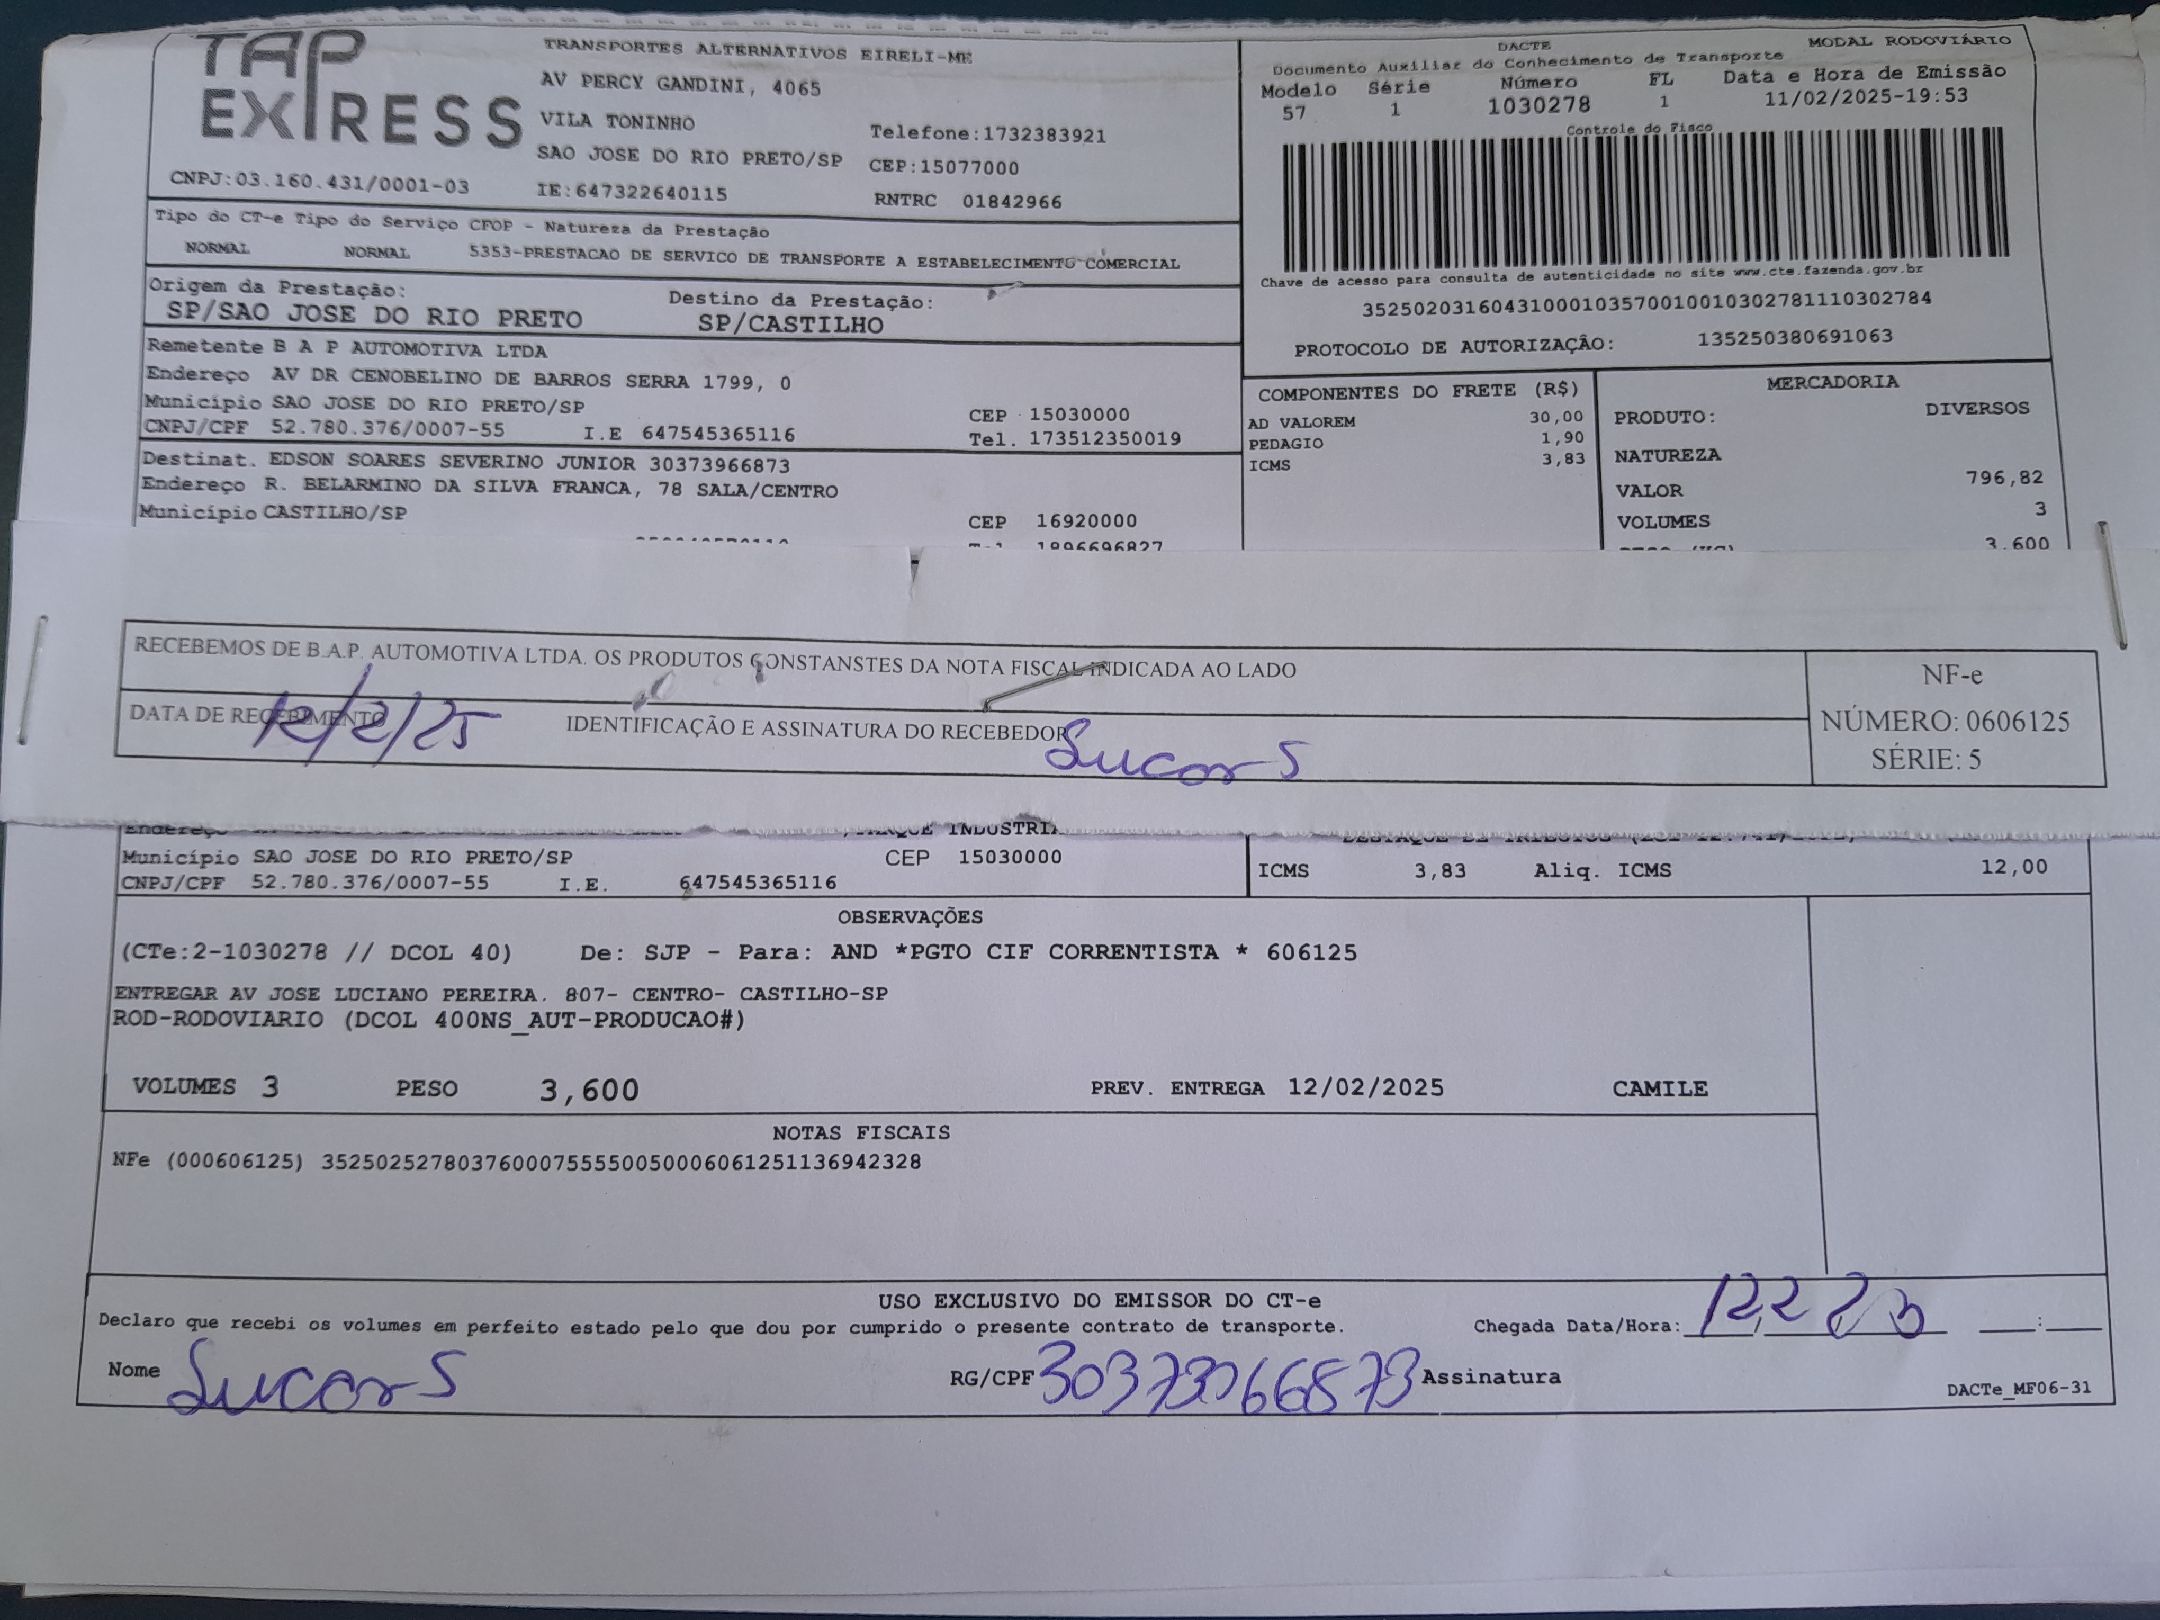 TAP EXPRESS
TRANSPORTES ALTERNATIVOS EIRELI-ME
AV PERCY GANDINI, 4065
VILA TONINHO
Telefone:1732383921
SAO JOSE DO RIO PRETO/SP CEP:15077000
CNPJ:03.160.431/0001-03 IE:647322640115 RNTRC 01842966
DACTE MODAL RODOVIÁRIO
Documento Auxiliar do Conhecimento de Transporte
Modelo Série Número FL Data e Hora de Emissão
57 1 1030278 1 11/02/2025-19:53
Controle do Fisco
Chave de acesso para consulta de autenticidade no site www.cte.fazenda.gov.br
35250203160431000103570010010302781110302784
PROTOCOLO DE AUTORIZAÇÃO: 135250380691063
Tipo do CT-e Tipo do Serviço CFOP - Natureza da Prestação
NORMAL NORMAL 5353-PRESTACAO DE SERVICO DE TRANSPORTE A ESTABELECIMENTO COMERCIAL
Origem da Prestação: Destino da Prestação:
SP/SAO JOSE DO RIO PRETO SP/CASTILHO
Remetente B A P AUTOMOTIVA LTDA
Endereço AV DR CENOBELINO DE BARROS SERRA 1799, 0
Município SAO JOSE DO RIO PRETO/SP CEP 15030000
CNPJ/CPF 52.780.376/0007-55 I.E 647545365116 Tel. 173512350019
Destinat. EDSON SOARES SEVERINO JUNIOR 30373966873
Endereço R. BELARMINO DA SILVA FRANCA, 78 SALA/CENTRO
Município CASTILHO/SP CEP 16920000
1896696827
COMPONENTES DO FRETE (R$)
AD VALOREM 30,00
PEDAGIO 1,90
ICMS 3,83
MERCADORIA
PRODUTO: DIVERSOS
NATUREZA
VALOR 796,82
VOLUMES 3
3,600
RECEBEMOS DE B.A.P. AUTOMOTIVA LTDA. OS PRODUTOS CONSTANSTES DA NOTA FISCAL INDICADA AO LADO
DATA DE RECEBIMENTO 12/2/25 IDENTIFICAÇÃO E ASSINATURA DO RECEBEDOR Lucas S
NF-e
NÚMERO: 0606125
SÉRIE: 5
Endereço PARQUE INDUSTRI
Município SAO JOSE DO RIO PRETO/SP CEP 15030000
CNPJ/CPF 52.780.376/0007-55 I.E. 647545365116
ICMS 3,83 Aliq. ICMS 12,00
OBSERVAÇÕES
(CTe:2-1030278 // DCOL 40) De: SJP - Para: AND *PGTO CIF CORRENTISTA * 606125
ENTREGAR AV JOSE LUCIANO PEREIRA. 807- CENTRO- CASTILHO-SP
ROD-RODOVIARIO (DCOL 400NS_AUT-PRODUCAO#)
VOLUMES 3 PESO 3,600 PREV. ENTREGA 12/02/2025 CAMILE
NOTAS FISCAIS
NFe (000606125) 35250252780376000755550050006061251136942328
USO EXCLUSIVO DO EMISSOR DO CT-e
Declaro que recebi os volumes em perfeito estado pelo que dou por cumprido o presente contrato de transporte. Chegada Data/Hora:
Nome Lucas S RG/CPF 30373966873 Assinatura
DACTe_MF06-31